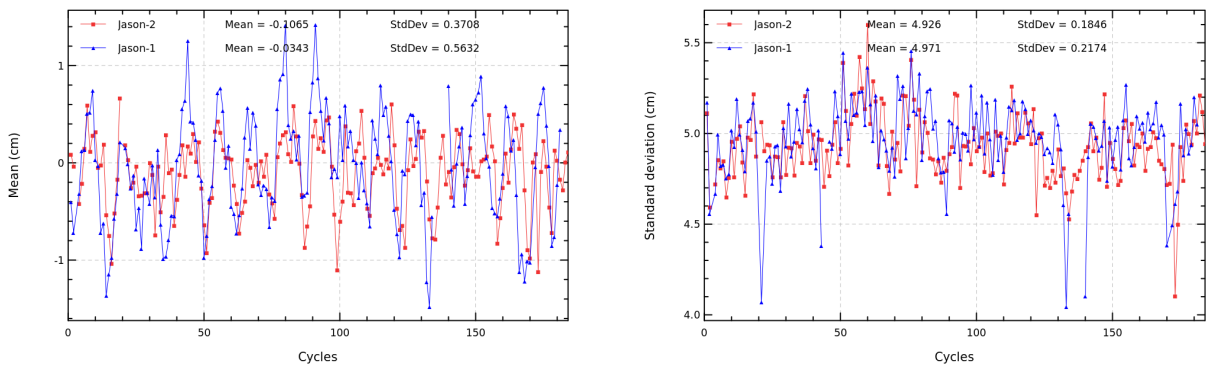 Jason-2 Mean = -0.1065 StdDev = 0.3708
Jason-1 Mean = -0.0343 StdDev = 0.5632
1
0
-1
Mean (cm)
0 50 100 150
Cycles
Jason-2 Mean = 4.926 StdDev = 0.1846
Jason-1 Mean = 4.971 StdDev = 0.2174
5.5
5.0
4.5
4.0
Standard deviation (cm)
0 50 100 150
Cycles